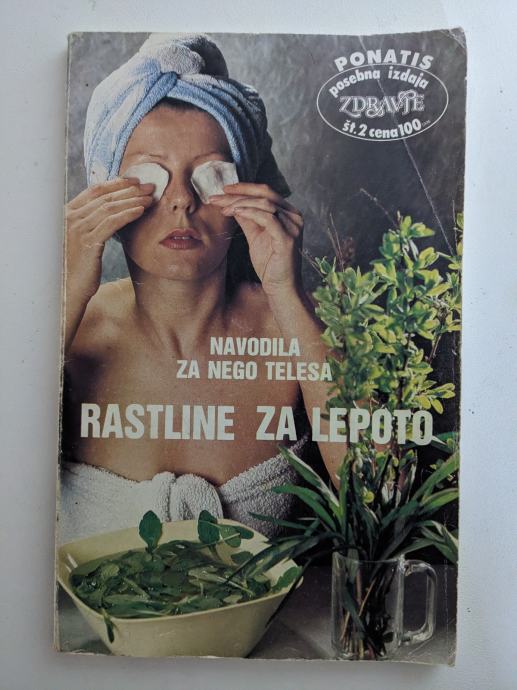 PONATIS
posebna izdaja
ZDRAVJE
št. 2 cena 100
NAVODILA
ZA NEGO TELESA
RASTLINE ZA LEPOTO